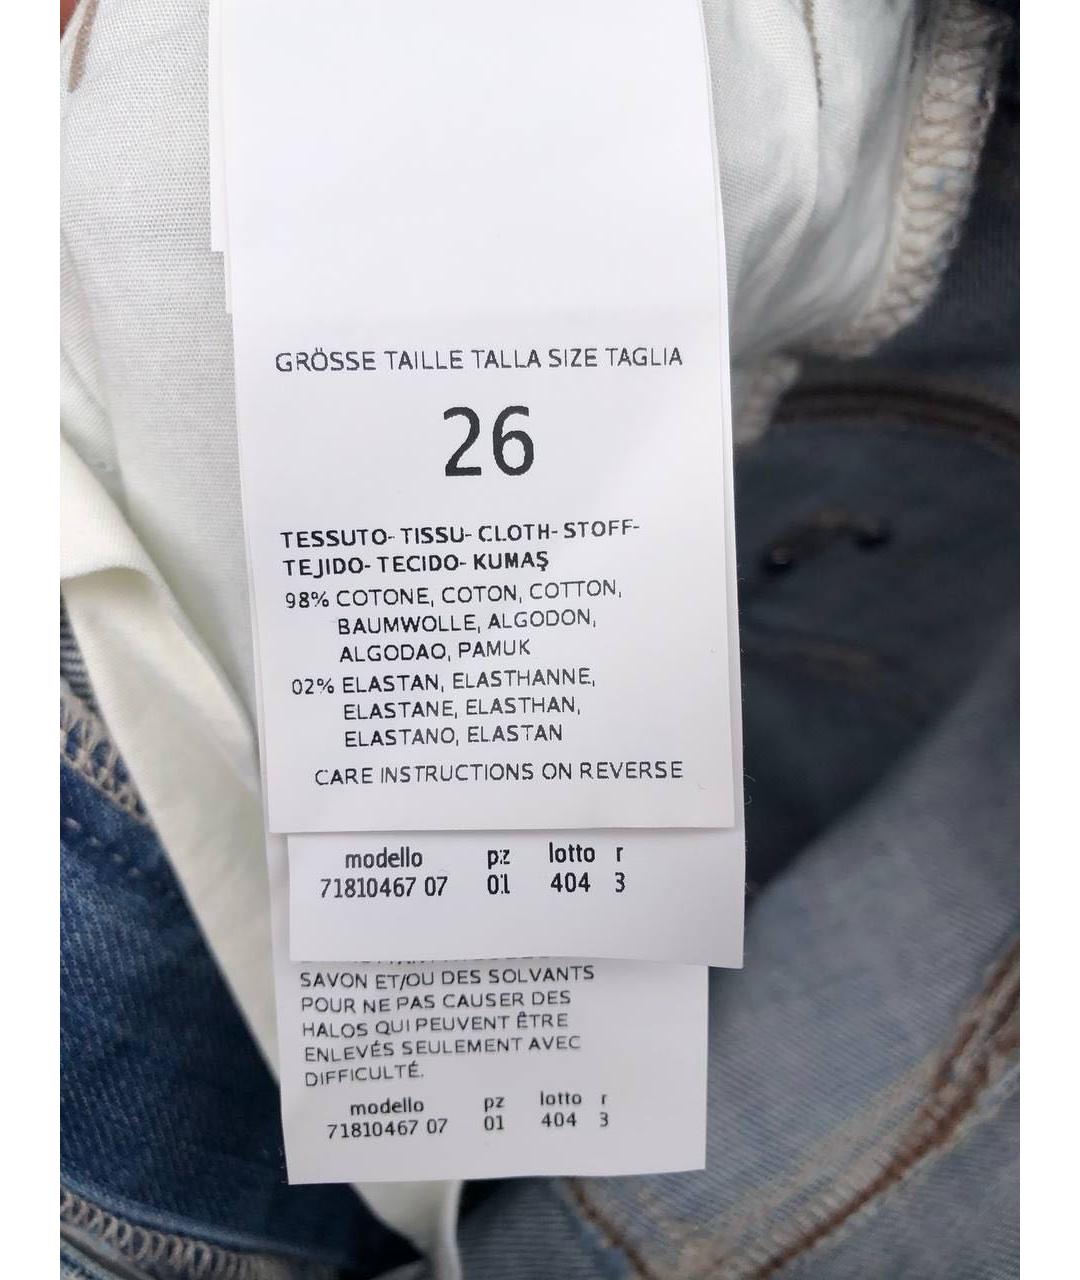 GRÖSSE TAILLE TALLA SIZE TAGLIA
26
TESSUTO- TISSU- CLOTH- STOFF-
TEJIDO- TECIDO- KUMAŞ
98% COTONE, COTON, COTTON,
BAUMWOLLE, ALGODON,
ALGODAO, PAMUK
02% ELASTAN, ELASTHANNE,
ELASTANE, ELASTHAN,
ELASTANO, ELASTAN
CARE INSTRUCTIONS ON REVERSE
modello pz lotto r
71810467 07 01 404 3
SAVON ET/OU DES SOLVANTS
POUR NE PAS CAUSER DES
HALOS QUI PEUVENT ÊTRE
ENLEVÉS SEULEMENT AVEC
DIFFICULTÉ.
modello pz lotto r
71810467 07 01 404 3